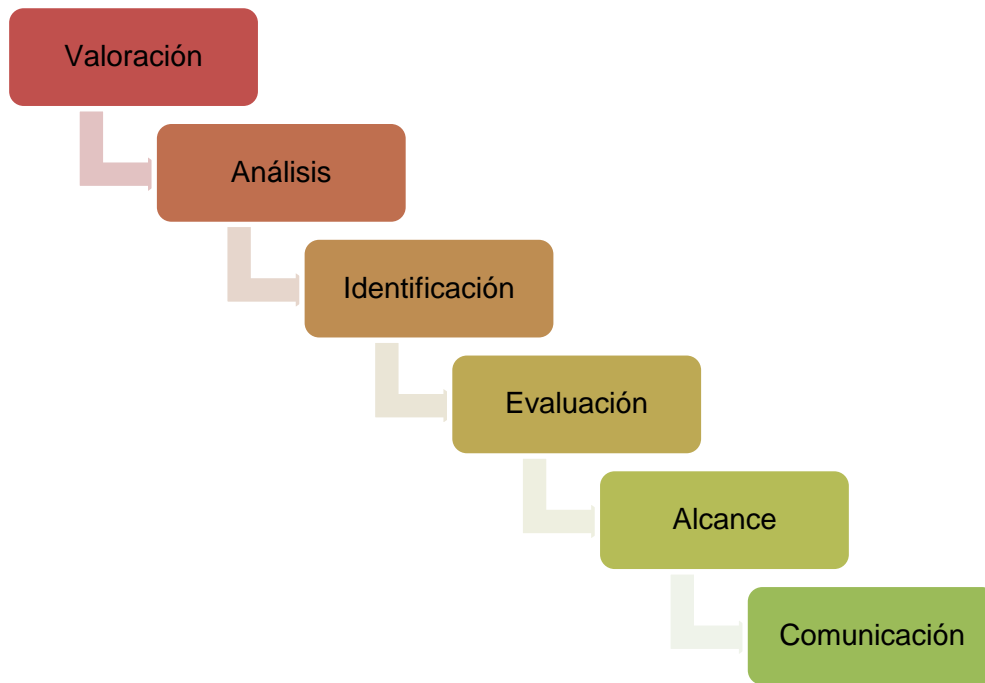 Valoración
Análisis
Identificación
Evaluación
Alcance
Comunicación